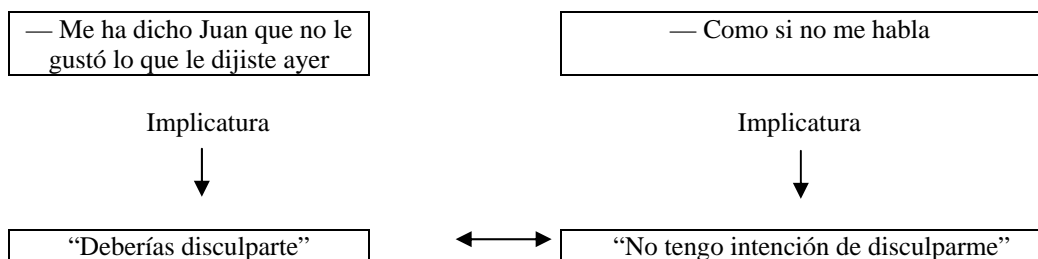 — Me ha dicho Juan que no le
gustó lo que le dijiste ayer
— Como si no me habla
Implicatura
Implicatura
“Deberías disculparte”
“No tengo intención de disculparme”